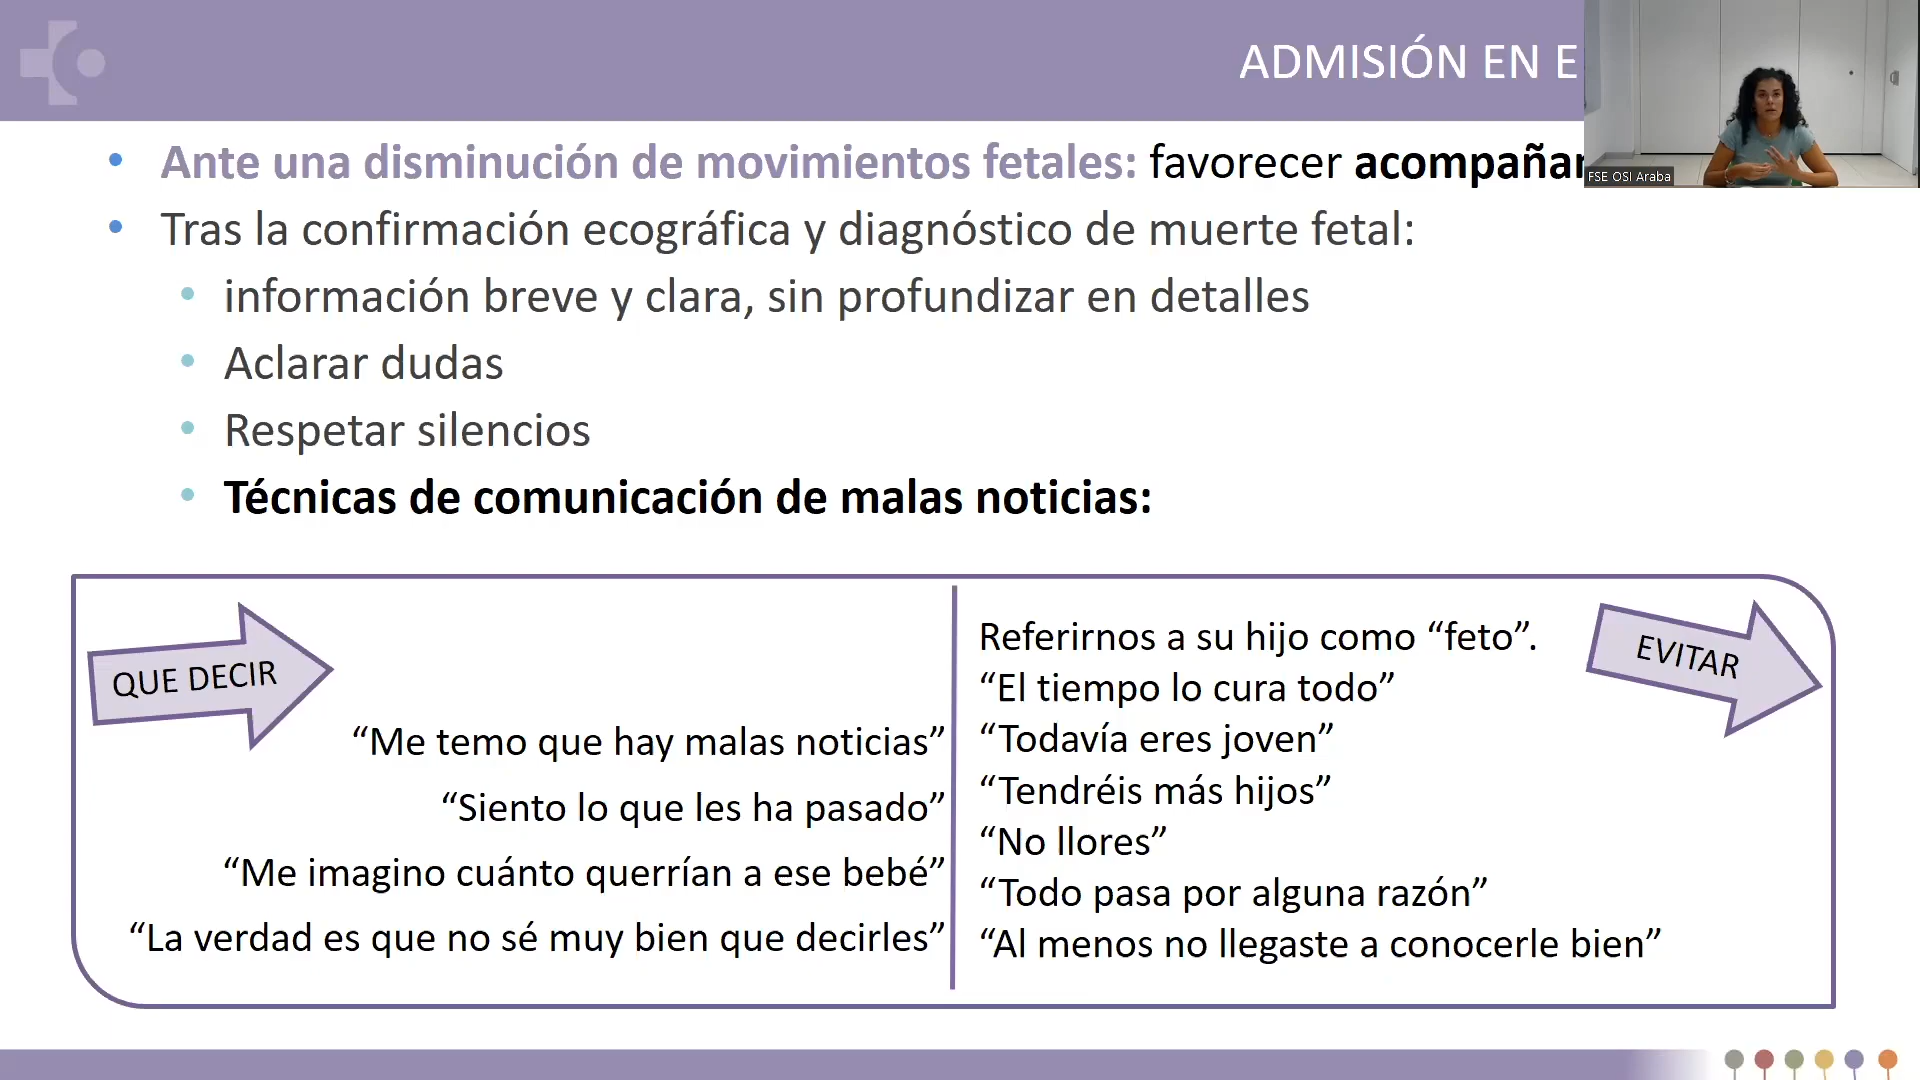 ADMISIÓN EN E
FSE OSI Araba
• Ante una disminución de movimientos fetales: favorecer acompañar
• Tras la confirmación ecográfica y diagnóstico de muerte fetal:
• información breve y clara, sin profundizar en detalles
• Aclarar dudas
• Respetar silencios
• Técnicas de comunicación de malas noticias:
QUE DECIR
“Me temo que hay malas noticias”
“Siento lo que les ha pasado”
“Me imagino cuánto querrían a ese bebé”
“La verdad es que no sé muy bien que decirles”
EVITAR
Referirnos a su hijo como “feto”.
“El tiempo lo cura todo”
“Todavía eres joven”
“Tendréis más hijos”
“No llores”
“Todo pasa por alguna razón”
“Al menos no llegaste a conocerle bien”